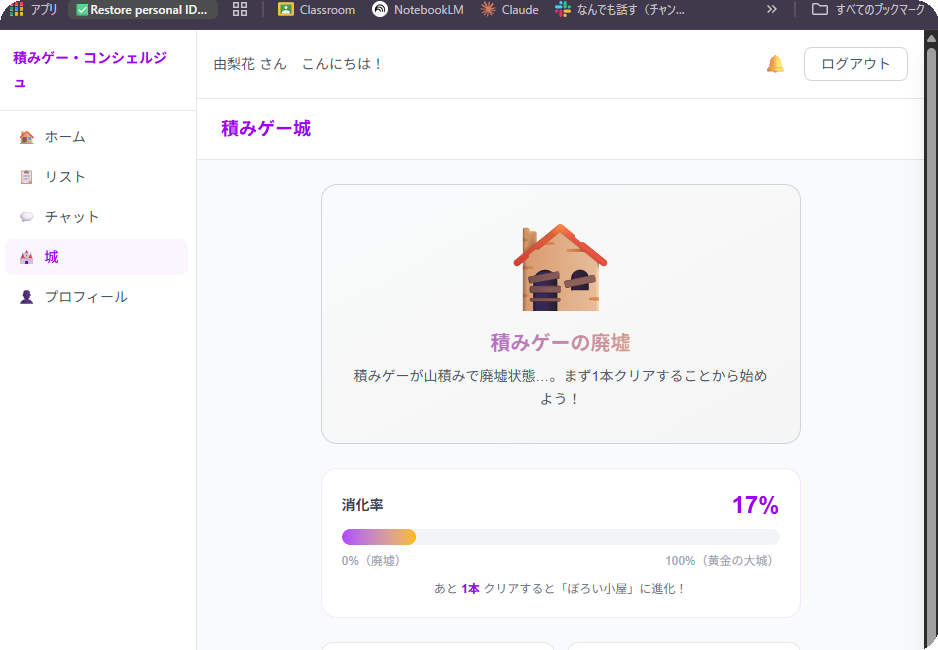 アプリ
Restore personal ID...
Classroom
NotebookLM
Claude
なんでも話す（チャン...
すべてのブックマーク
積みゲー・コンシェルジ
ュ
由梨花 さん　こんにちは！
ログアウト
ホーム
リスト
チャット
城
プロフィール
積みゲー城
積みゲーの廃墟
積みゲーが山積みで廃墟状態…。まず1本クリアすることから始め
よう！
消化率
17%
0%（廃墟）
100%（黄金の大城）
あと 1本 クリアすると「ぼろい小屋」に進化！